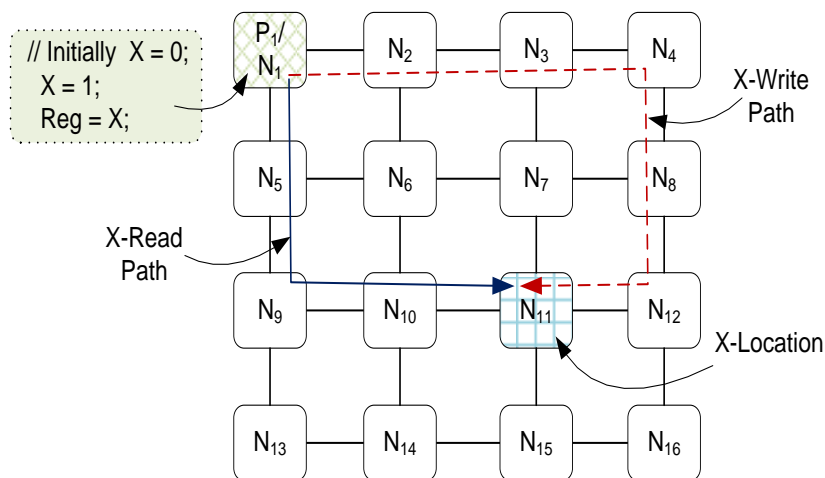 // Initially X = 0;
X = 1;
Reg = X;
P₁/
N₁
N₂
N₃
N₄
X-Write
Path
N₅
N₆
N₇
N₈
X-Read
Path
N₉
N₁₀
N₁₁
N₁₂
X-Location
N₁₃
N₁₄
N₁₅
N₁₆